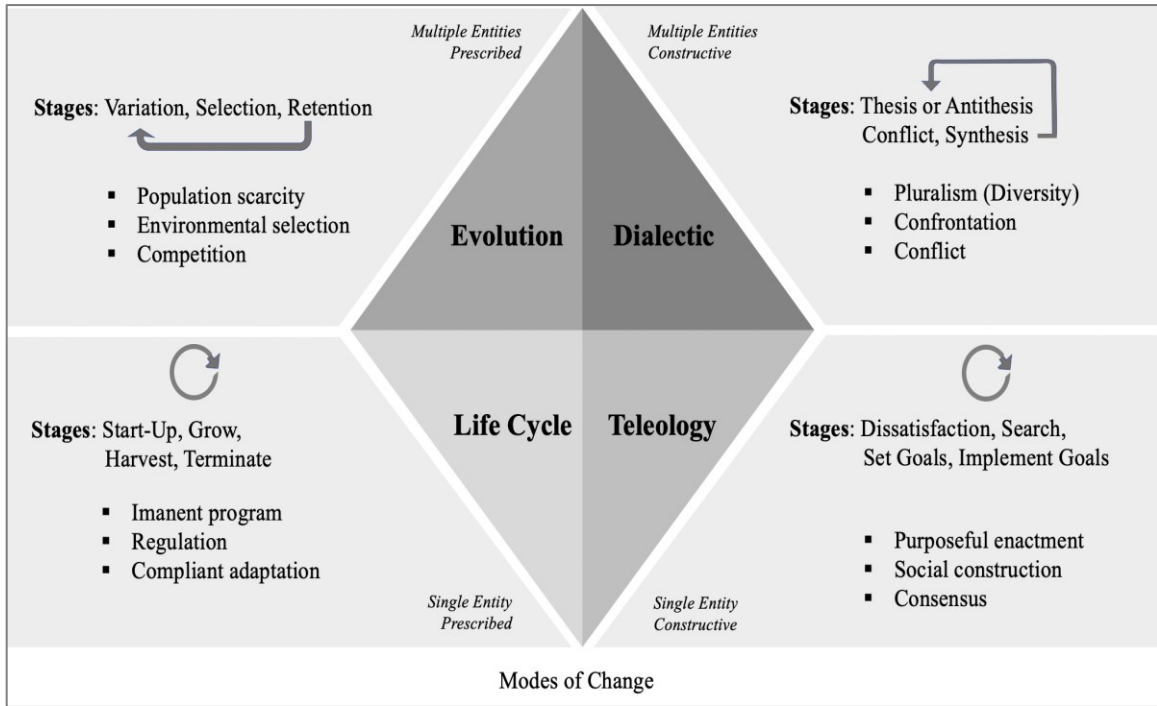 Multiple Entities
Prescribed
Multiple Entities
Constructive
Stages: Variation, Selection, Retention
▪ Population scarcity
▪ Environmental selection
▪ Competition
Stages: Thesis or Antithesis
Conflict, Synthesis
▪ Pluralism (Diversity)
▪ Confrontation
▪ Conflict
Evolution
Dialectic
Life Cycle
Teleology
Stages: Start-Up, Grow,
Harvest, Terminate
▪ Imanent program
▪ Regulation
▪ Compliant adaptation
Stages: Dissatisfaction, Search,
Set Goals, Implement Goals
▪ Purposeful enactment
▪ Social construction
▪ Consensus
Single Entity
Prescribed
Single Entity
Constructive
Modes of Change